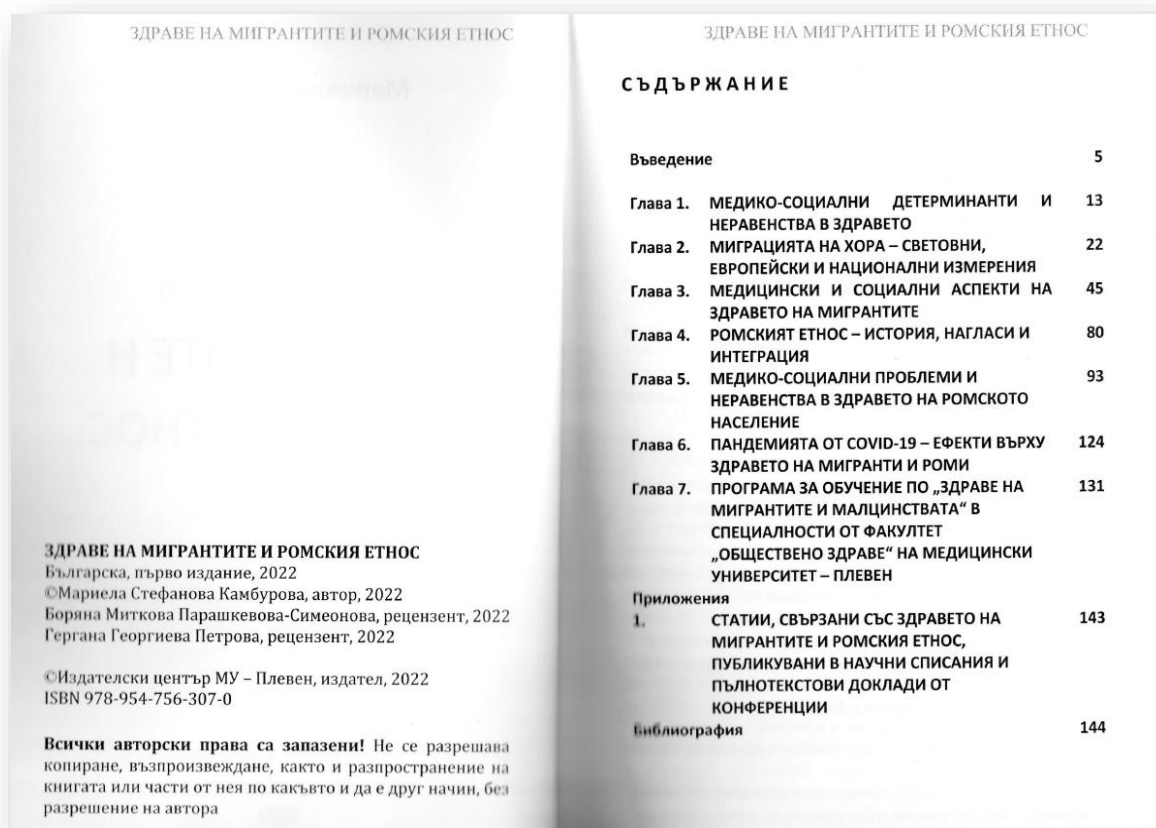 ЗДРАВЕ НА МИГРАНТИТЕ И РОМСКИЯ ЕТНОС
ЗДРАВЕ НА МИГРАНТИТЕ И РОМСКИЯ ЕТНОС
Българска, първо издание, 2022
©Мариела Стефанова Камбурова, автор, 2022
Боряна Миткова Парашкевова-Симеонова, рецензент, 2022
Гергана Георгиева Петрова, рецензент, 2022
©Издателски център МУ – Плевен, издател, 2022
ISBN 978-954-756-307-0
Всички авторски права са запазени! Не се разрешава
копиране, възпроизвеждане, както и разпространение на
книгата или части от нея по какъвто и да е друг начин, без
разрешение на автора
ЗДРАВЕ НА МИГРАНТИТЕ И РОМСКИЯ ЕТНОС
СЪДЪРЖАНИЕ
Въведение 5
Глава 1. МЕДИКО-СОЦИАЛНИ ДЕТЕРМИНАНТИ И 13
НЕРАВЕНСТВА В ЗДРАВЕТО
Глава 2. МИГРАЦИЯТА НА ХОРА – СВЕТОВНИ, 22
ЕВРОПЕЙСКИ И НАЦИОНАЛНИ ИЗМЕРЕНИЯ
Глава 3. МЕДИЦИНСКИ И СОЦИАЛНИ АСПЕКТИ НА 45
ЗДРАВЕТО НА МИГРАНТИТЕ
Глава 4. РОМСКИЯТ ЕТНОС – ИСТОРИЯ, НАГЛАСИ И 80
ИНТЕГРАЦИЯ
Глава 5. МЕДИКО-СОЦИАЛНИ ПРОБЛЕМИ И 93
НЕРАВЕНСТВА В ЗДРАВЕТО НА РОМСКОТО
НАСЕЛЕНИЕ
Глава 6. ПАНДЕМИЯТА ОТ COVID-19 – ЕФЕКТИ ВЪРХУ 124
ЗДРАВЕТО НА МИГРАНТИ И РОМИ
Глава 7. ПРОГРАМА ЗА ОБУЧЕНИЕ ПО „ЗДРАВЕ НА 131
МИГРАНТИТЕ И МАЛЦИНСТВАТА“ В
СПЕЦИАЛНОСТИ ОТ ФАКУЛТЕТ
„ОБЩЕСТВЕНО ЗДРАВЕ“ НА МЕДИЦИНСКИ
УНИВЕРСИТЕТ – ПЛЕВЕН
Приложения
1. СТАТИИ, СВЪРЗАНИ СЪС ЗДРАВЕТО НА 143
МИГРАНТИТЕ И РОМСКИЯ ЕТНОС,
ПУБЛИКУВАНИ В НАУЧНИ СПИСАНИЯ И
ПЪЛНОТЕКСТОВИ ДОКЛАДИ ОТ
КОНФЕРЕНЦИИ
Библиография 144